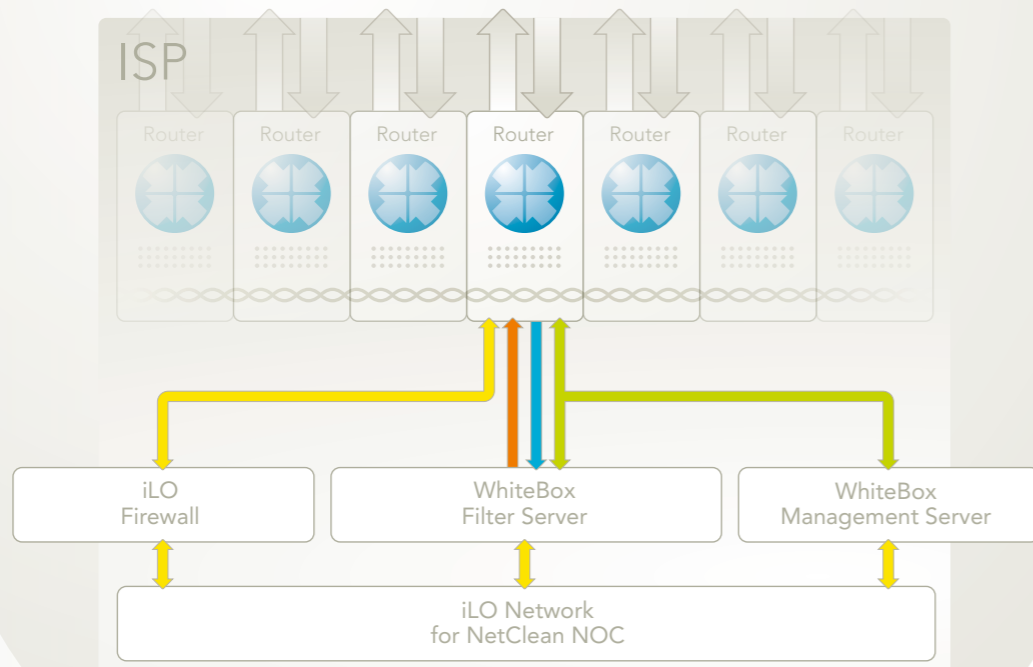 ISP
Router
Router
Router
Router
Router
Router
Router
iLO
Firewall
WhiteBox
Filter Server
WhiteBox
Management Server
iLO Network
for NetClean NOC